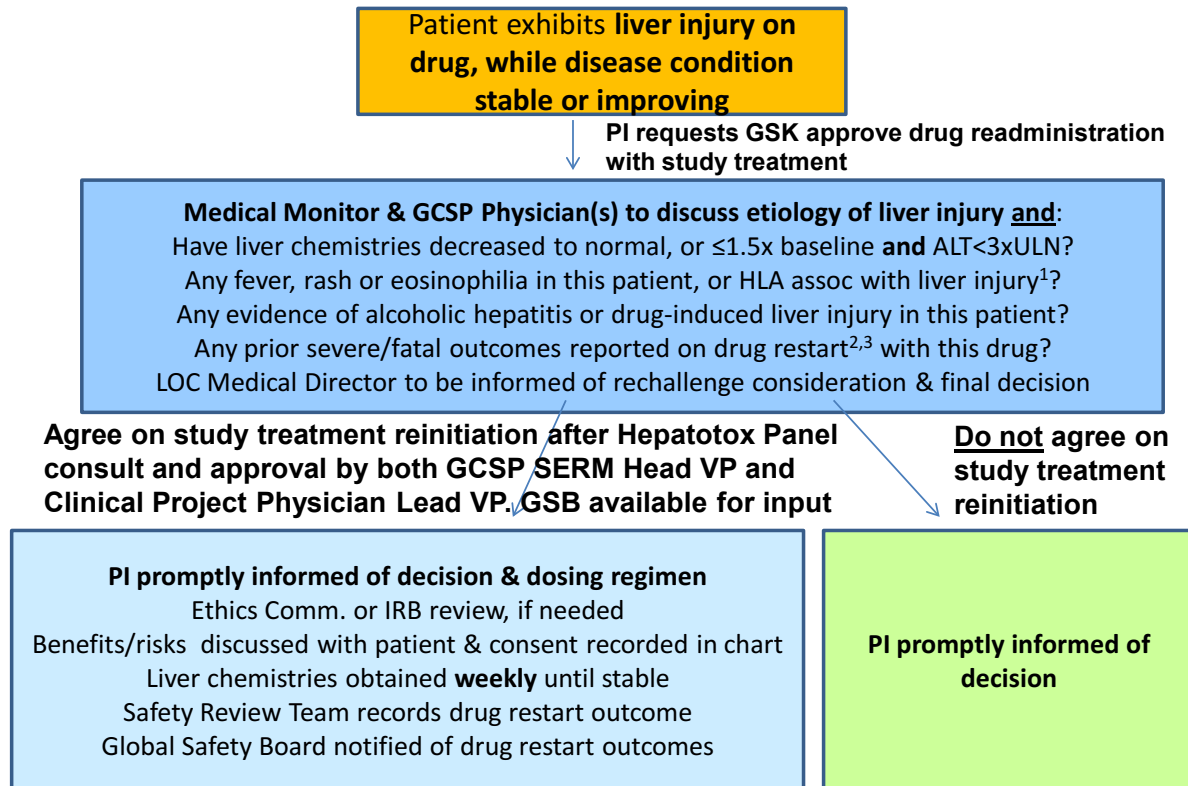 Patient exhibits liver injury on
drug, while disease condition
stable or improving
PI requests GSK approve drug readministration
with study treatment
Medical Monitor & GCSP Physician(s) to discuss etiology of liver injury and:
Have liver chemistries decreased to normal, or ≤1.5x baseline and ALT<3xULN?
Any fever, rash or eosinophilia in this patient, or HLA assoc with liver injury¹?
Any evidence of alcoholic hepatitis or drug-induced liver injury in this patient?
Any prior severe/fatal outcomes reported on drug restart²,³ with this drug?
LOC Medical Director to be informed of rechallenge consideration & final decision
Agree on study treatment reinitiation after Hepatotox Panel
consult and approval by both GCSP SERM Head VP and
Clinical Project Physician Lead VP. GSB available for input
Do not agree on
study treatment
reinitiation
PI promptly informed of decision & dosing regimen
Ethics Comm. or IRB review, if needed
Benefits/risks discussed with patient & consent recorded in chart
Liver chemistries obtained weekly until stable
Safety Review Team records drug restart outcome
Global Safety Board notified of drug restart outcomes
PI promptly informed of
decision